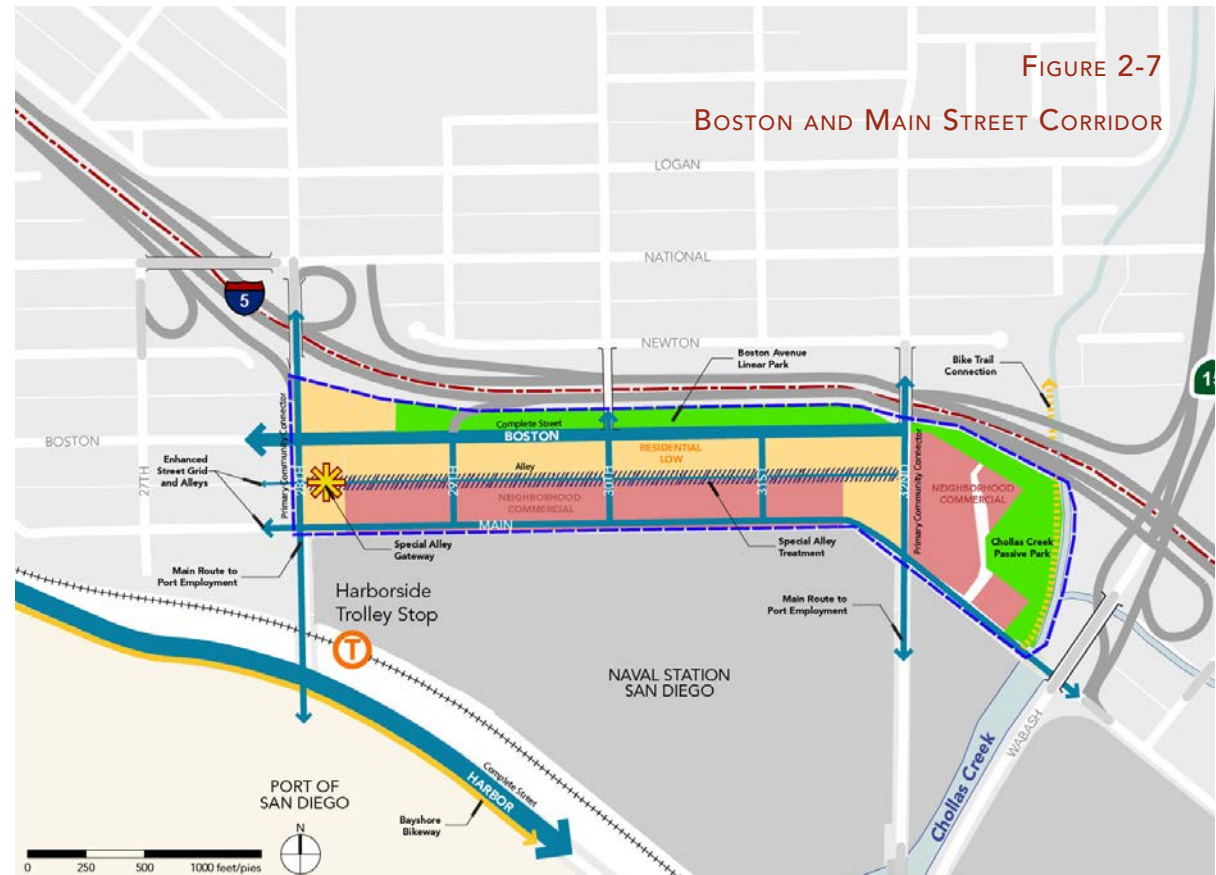 FIGURE 2-7
BOSTON AND MAIN STREET CORRIDOR
LOGAN
NATIONAL
5
NEWTON
Boston Avenue
Linear Park
Bike Trail
Connection
15
Primary Community Connector
Complete Street
BOSTON
BOSTON
RESIDENTIAL
LOW
Enhanced
Street Grid
and Alleys
27TH
28TH
Alley
29TH
30TH
31ST
32ND
Primary Community Connector
NEIGHBORHOOD
COMMERCIAL
NEIGHBORHOOD
COMMERCIAL
MAIN
Chollas Creek
Passive Park
Special Alley
Gateway
Special Alley
Treatment
Main Route to
Port Employment
Harborside
Trolley Stop
T
Main Route to
Port Employment
NAVAL STATION
SAN DIEGO
WABASH
Chollas Creek
Complete Street
HARBOR
PORT OF
SAN DIEGO
Bayshore
Bikeway
N
0 250 500 1000 feet/pies